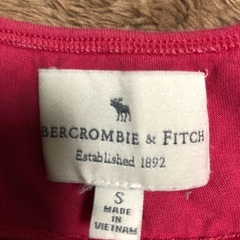 ABERCROMBIE & FITCH
Established 1892
S
MADE IN
VIETNAM